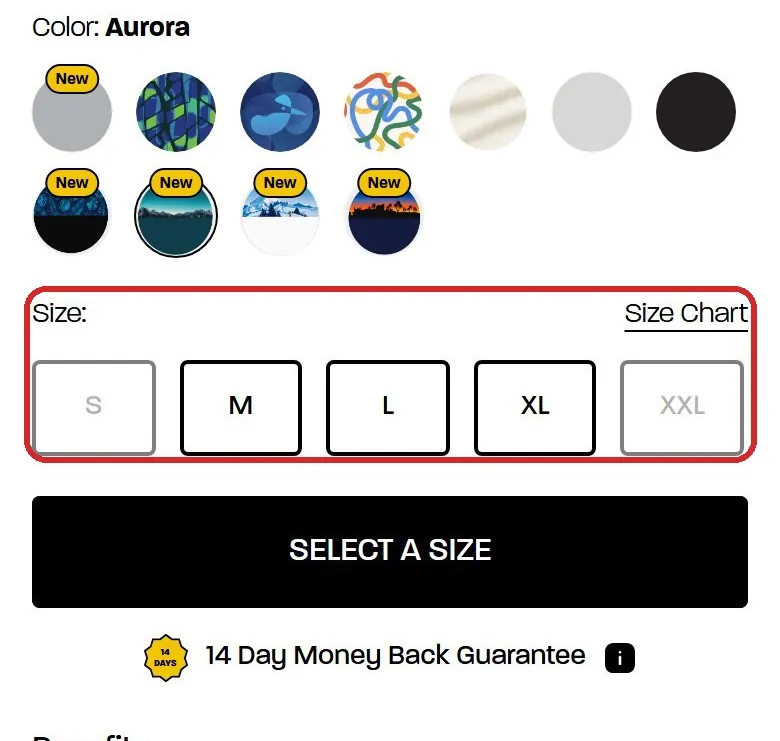 Color: Aurora
New
New New New New
Size: Size Chart
S M L XL XXL
SELECT A SIZE
14 DAYS
14 Day Money Back Guarantee i